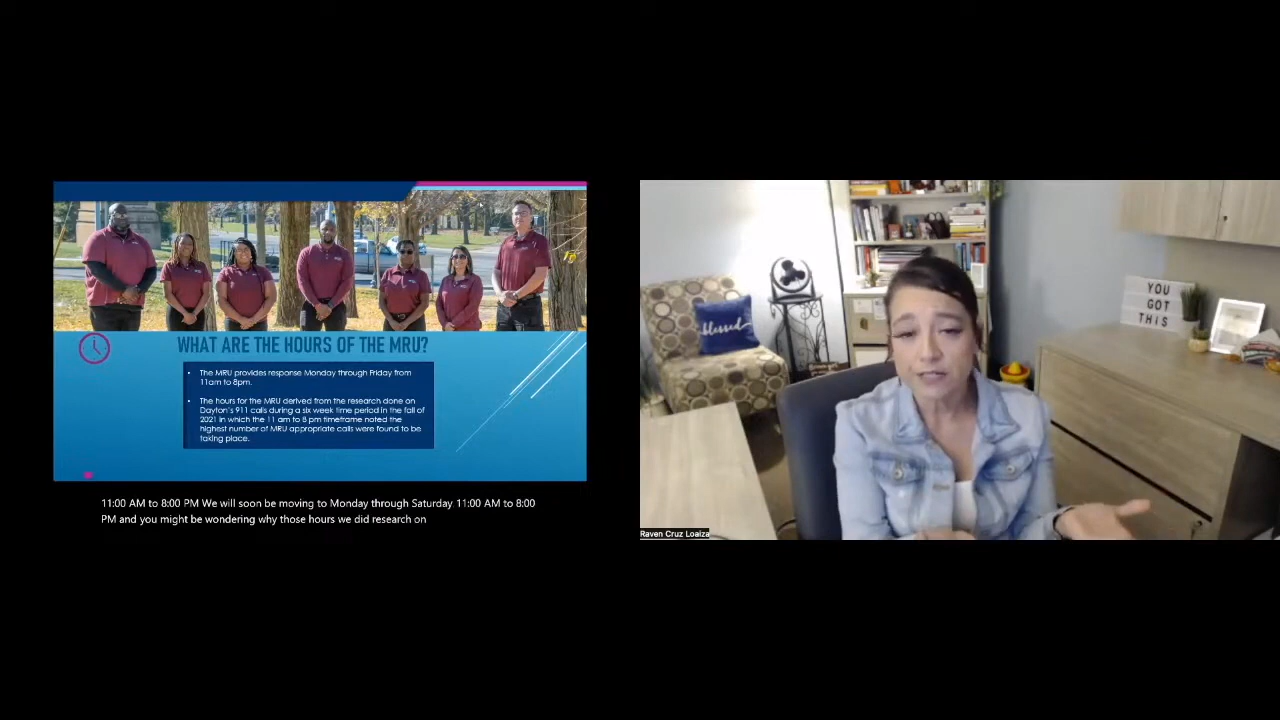 WHAT ARE THE HOURS OF THE MRU?
• The MRU provides response Monday through Friday from
11am to 8pm.
• The hours for the MRU derived from the research done on
Dayton's 911 calls during a six week time period in the fall of
2021 in which the 11 am to 8 pm timeframe noted the
highest number of MRU appropriate calls were found to be
taking place.
11:00 AM to 8:00 PM We will soon be moving to Monday through Saturday 11:00 AM to 8:00
PM and you might be wondering why those hours we did research on
blessed
YOU
GOT
THIS
Raven Cruz Loaiza